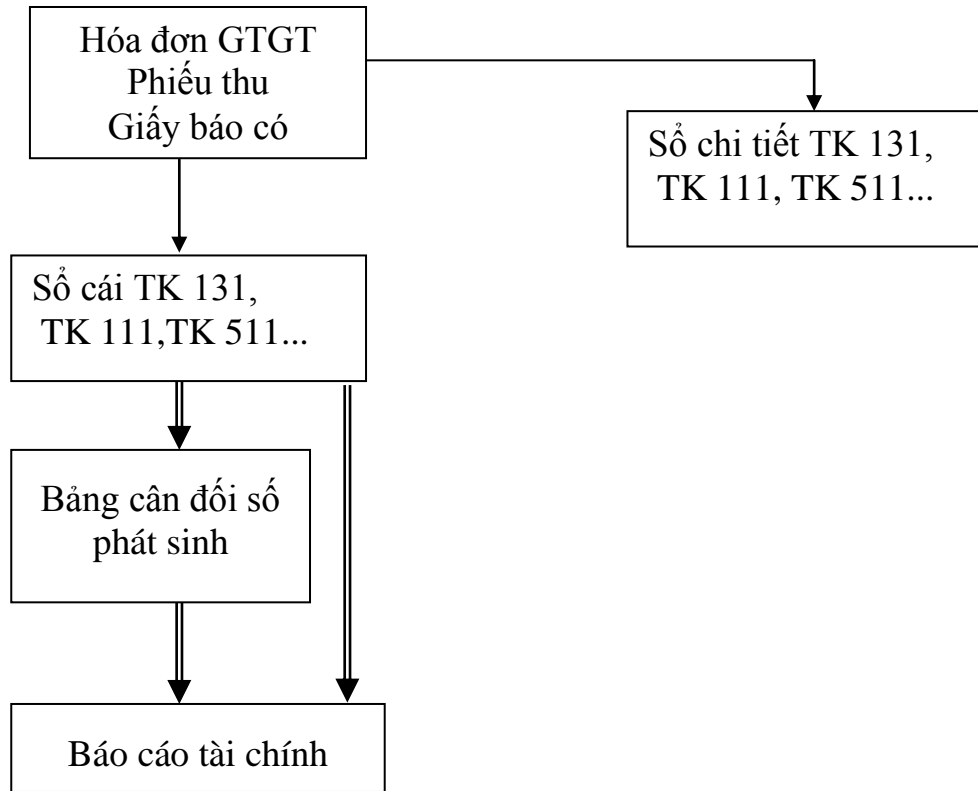 Hóa đơn GTGT
Phiếu thu
Giấy báo có
Sổ chi tiết TK 131,
TK 111, TK 511...
Sổ cái TK 131,
TK 111,TK 511...
Bảng cân đối số
phát sinh
Báo cáo tài chính